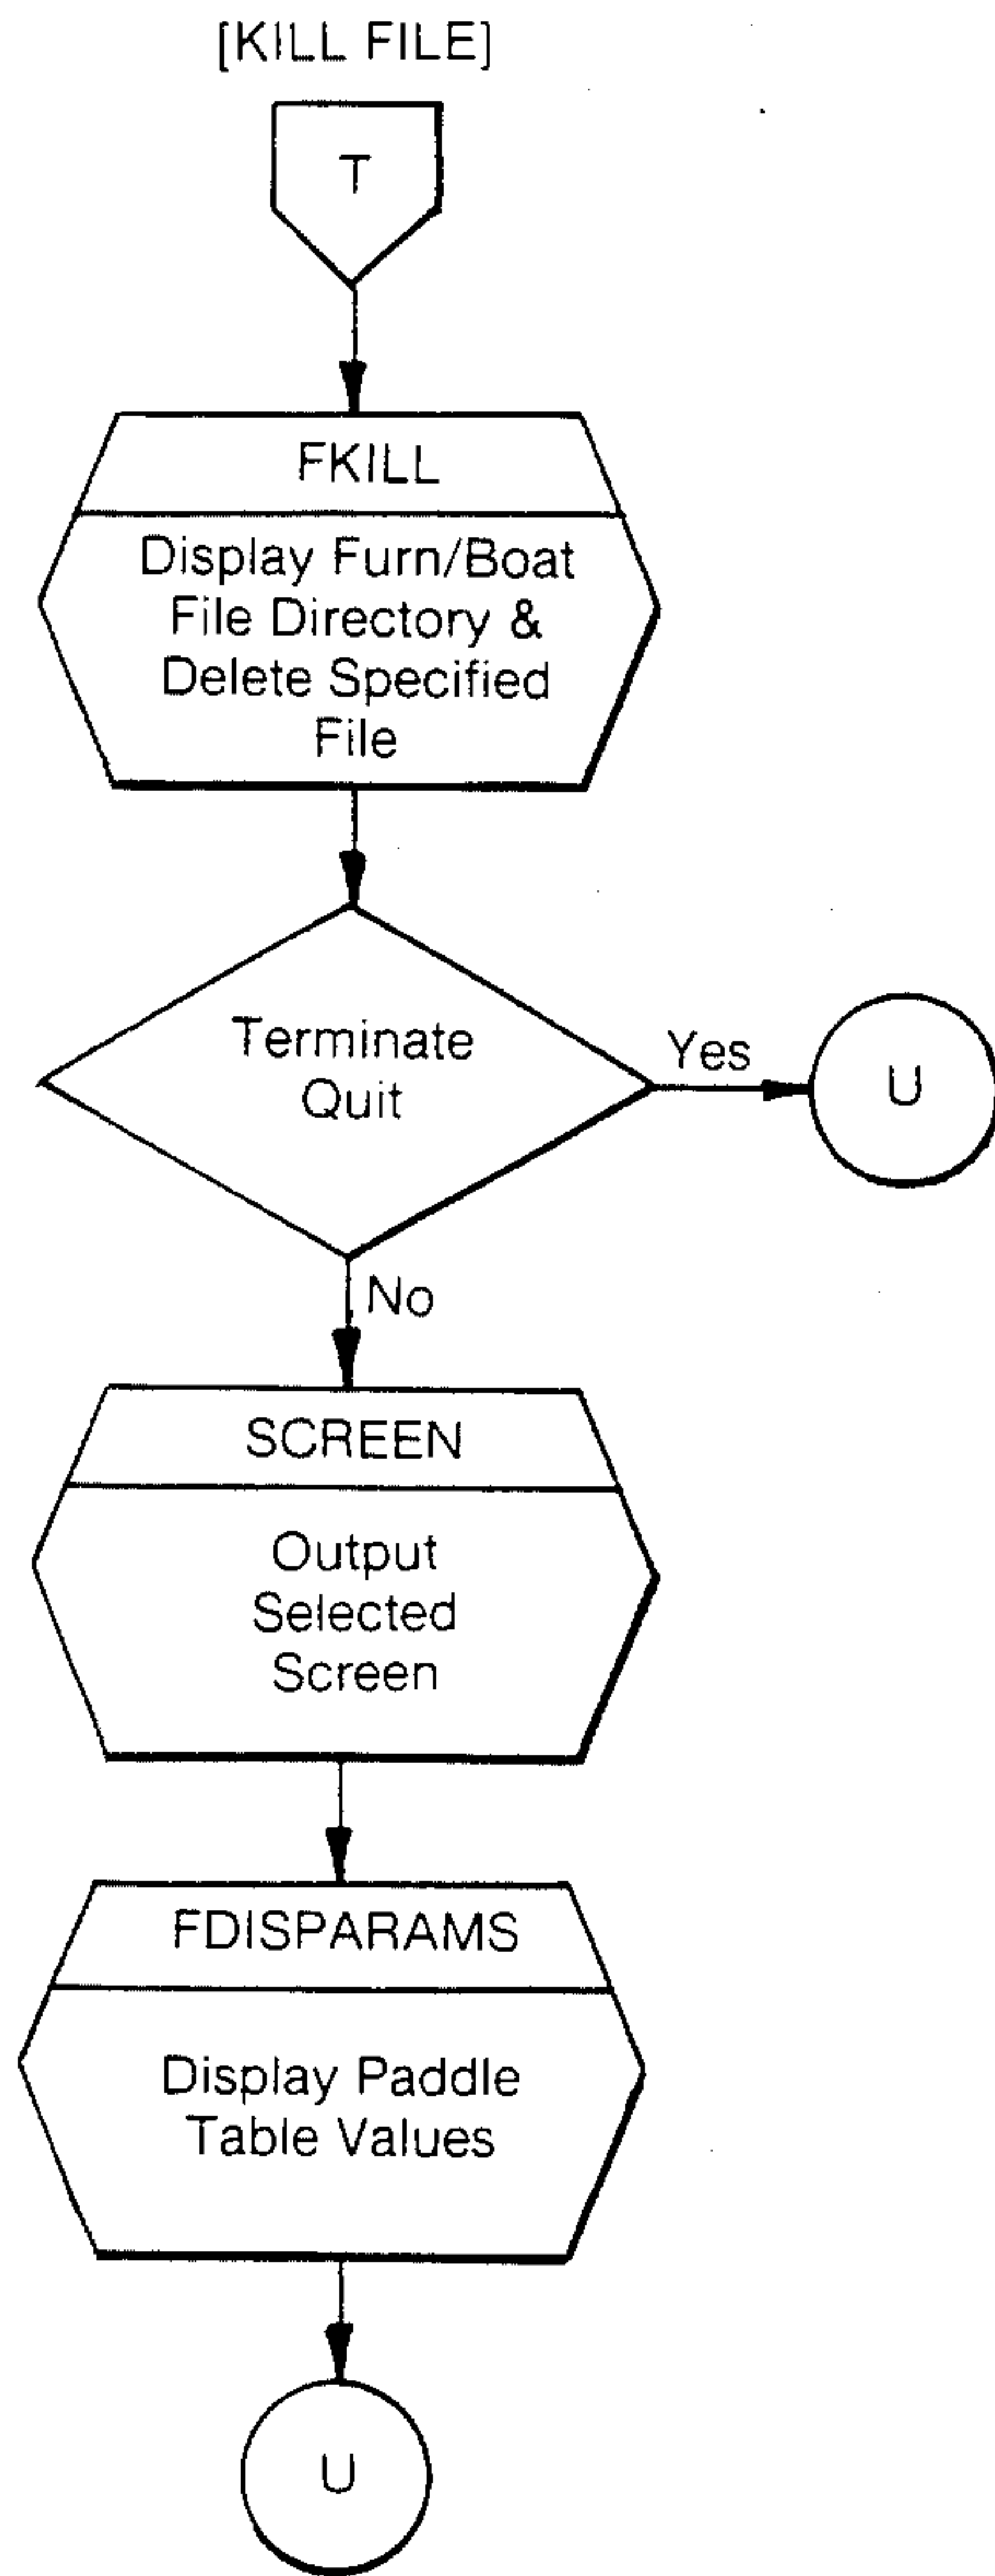 [KILL FILE]
T
FKILL
Display Furn/Boat
File Directory &
Delete Specified
File
Terminate
Quit
Yes
U
No
SCREEN
Output
Selected
Screen
FDISPARAMS
Display Paddle
Table Values
U